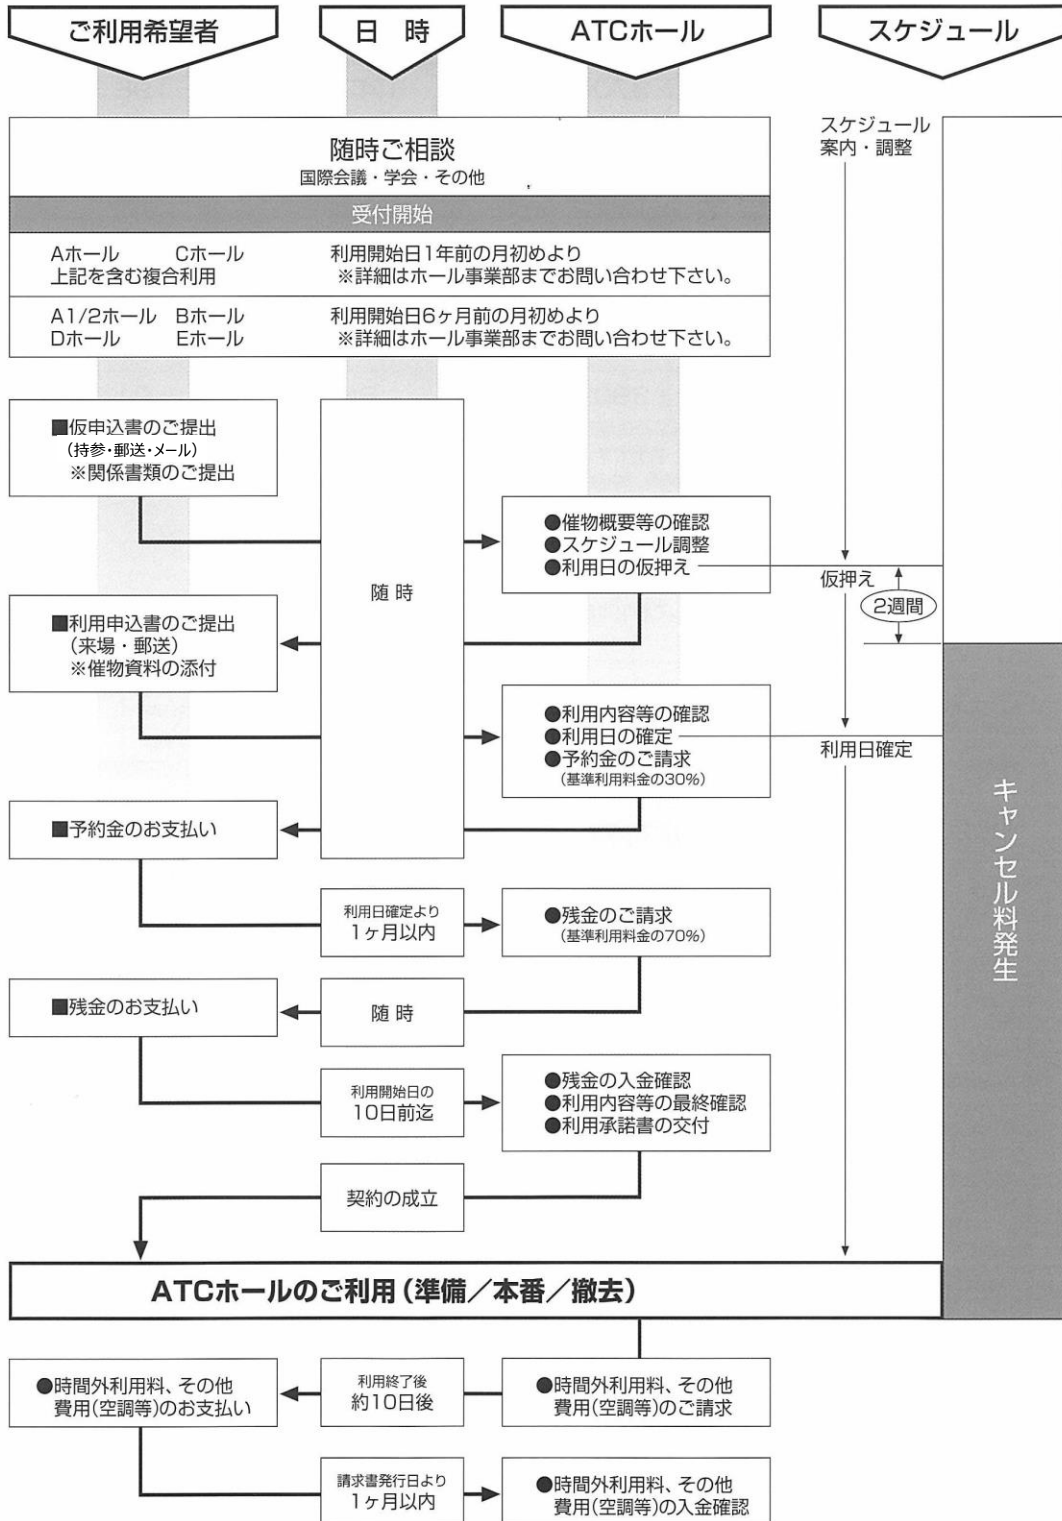 ご利用希望者
日 時
ATCホール
スケジュール
随時ご相談
国際会議・学会・その他
受付開始
Aホール Cホール 利用開始日1年前の月初めより
上記を含む複合利用 ※詳細はホール事業部までお問い合わせ下さい。
A1/2ホール Bホール 利用開始日6ヶ月前の月初めより
Dホール Eホール ※詳細はホール事業部までお問い合わせ下さい。
スケジュール
案内・調整
■仮申込書のご提出
(持参・郵送・メール)
※関係書類のご提出
●催物概要等の確認
●スケジュール調整
●利用日の仮押え
仮押え
2週間
随 時
■利用申込書のご提出
(来場・郵送)
※催物資料の添付
●利用内容等の確認
●利用日の確定
●予約金のご請求
(基準利用料金の30%)
利用日確定
キャンセル料発生
■予約金のお支払い
利用日確定より
1ヶ月以内
●残金のご請求
(基準利用料金の70%)
■残金のお支払い
随 時
利用開始日の
10日前迄
●残金の入金確認
●利用内容等の最終確認
●利用承諾書の交付
契約の成立
ATCホールのご利用(準備/本番/撤去)
●時間外利用料、その他
費用(空調等)のお支払い
利用終了後
約10日後
●時間外利用料、その他
費用(空調等)のご請求
請求書発行日より
1ヶ月以内
●時間外利用料、その他
費用(空調等)の入金確認